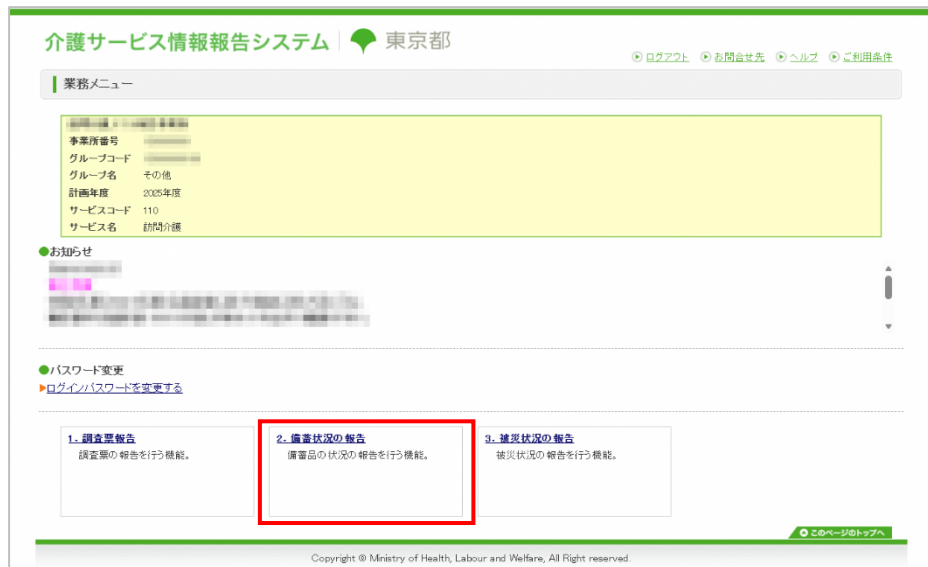 介護サービス情報報告システム 東京都
ログアウト お問合せ先 ヘルプ ご利用条件
業務メニュー
事業所番号
グループコード
グループ名 その他
計画年度 2025年度
サービスコード 110
サービス名 訪問介護
●お知らせ
●パスワード変更
ログインパスワードを変更する
1. 調査票報告
調査票の報告を行う機能。
2. 備蓄状況の報告
備蓄品の状況の報告を行う機能。
3. 被災状況の報告
被災状況の報告を行う機能。
このページのトップへ
Copyright © Ministry of Health, Labour and Welfare, All Right reserved.